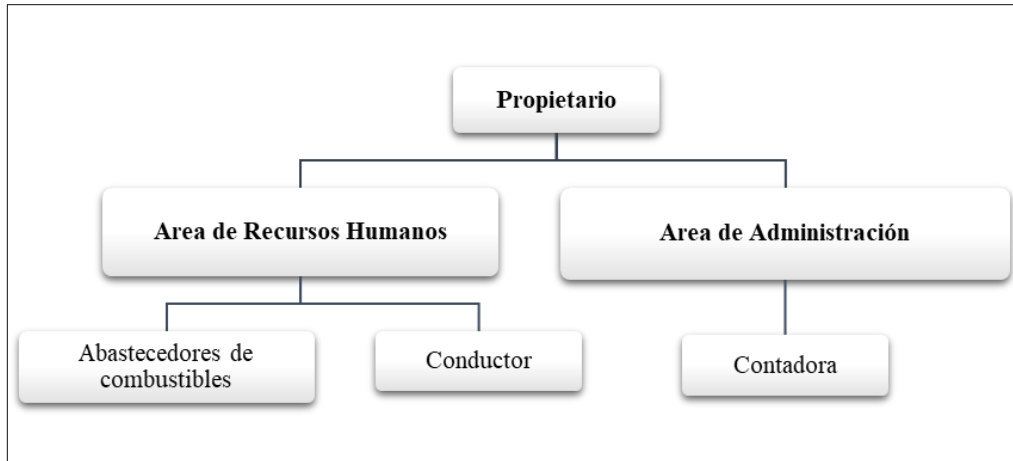 Propietario
Area de Recursos Humanos
Area de Administración
Abastecedores de
combustibles
Conductor
Contadora